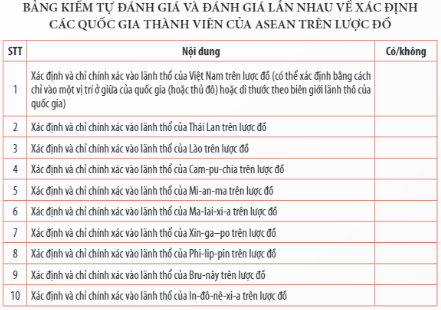 BẢNG KIỂM TỰ ĐÁNH GIÁ VÀ ĐÁNH GIÁ LẪN NHAU VỀ XÁC ĐỊNH
CÁC QUỐC GIA THÀNH VIÊN CỦA ASEAN TRÊN LƯỢC ĐỒ
STT Nội dung Có/không
Xác định và chỉ chính xác vào lãnh thổ của Việt Nam trên lược đồ (có thể xác định bằng cách
1 chỉ vào một vị trí ở giữa của quốc gia (hoặc thủ đô) hoặc di thước theo biên giới lãnh thổ của
quốc gia)
2 Xác định và chỉ chính xác vào lãnh thổ của Thái Lan trên lược đồ
3 Xác định và chỉ chính xác vào lãnh thổ của Lào trên lược đồ
4 Xác định và chỉ chính xác vào lãnh thổ của Cam-pu-chia trên lược đồ
5 Xác định và chỉ chính xác vào lãnh thổ của Mi-an-ma trên lược đồ
6 Xác định và chỉ chính xác vào lãnh thổ của Ma-lai-xi-a trên lược đồ
7 Xác định và chỉ chính xác vào lãnh thổ của Xin-ga–po trên lược đồ
8 Xác định và chỉ chính xác vào lãnh thổ của Phi-líp-pin trên lược đồ
9 Xác định và chỉ chính xác vào lãnh thổ của Bru-nây trên lược đồ
10 Xác định và chỉ chính xác vào lãnh thổ của In-đô-nê-xi-a trên lược đồ